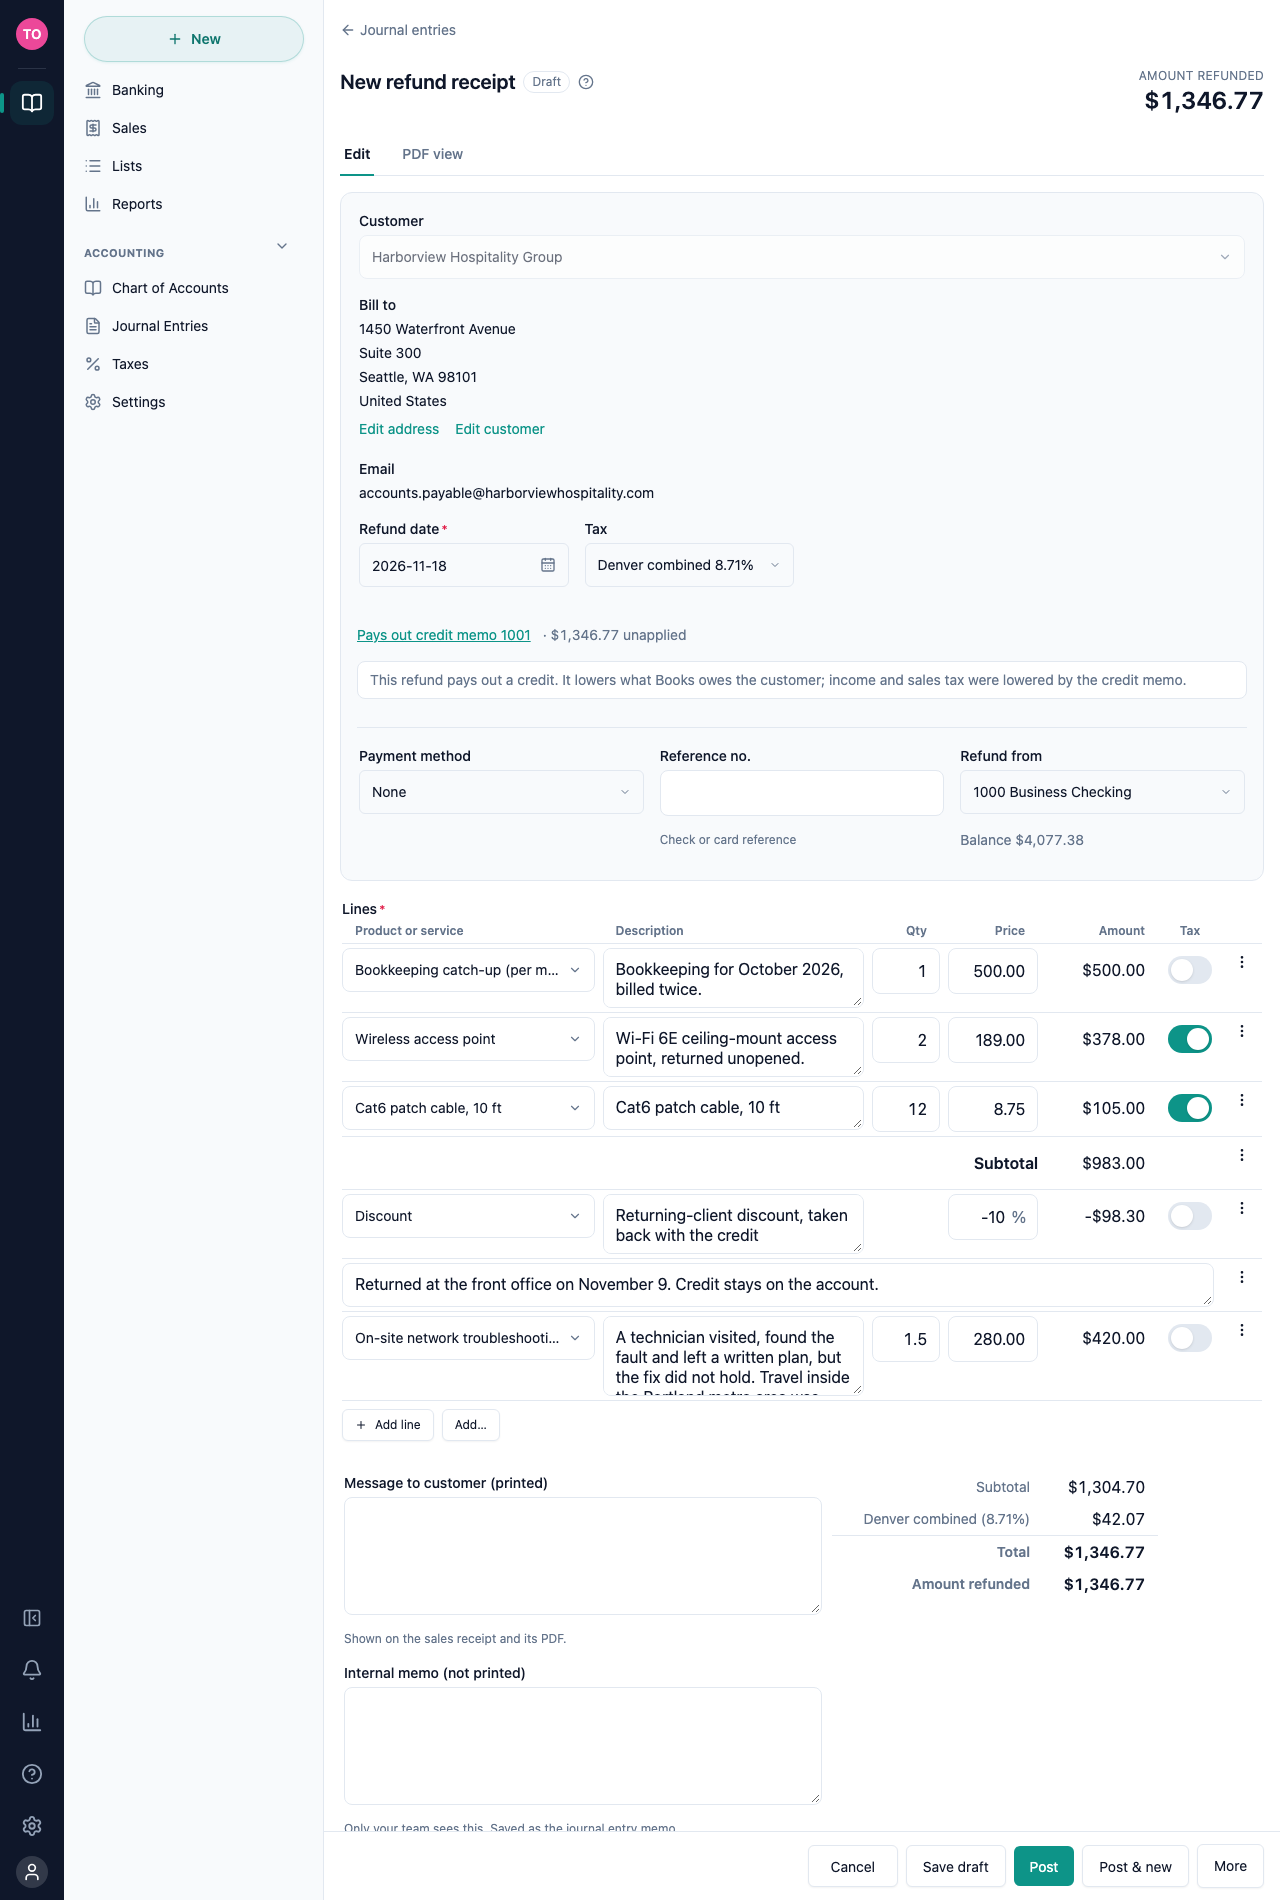 TO
New
Banking
Sales
Lists
Reports
ACCOUNTING
Chart of Accounts
Journal Entries
Taxes
Settings
Journal entries
New refund receipt
Draft
AMOUNT REFUNDED
$1,346.77
Edit
PDF view
Customer
Harborview Hospitality Group
Bill to
1450 Waterfront Avenue
Suite 300
Seattle, WA 98101
United States
Edit address
Edit customer
Email
accounts.payable@harborviewhospitality.com
Refund date*
Tax
2026-11-18
Denver combined 8.71%
Pays out credit memo 1001 · $1,346.77 unapplied
This refund pays out a credit. It lowers what Books owes the customer; income and sales tax were lowered by the credit memo.
Payment method
Reference no.
Refund from
None
1000 Business Checking
Check or card reference
Balance $4,077.38
Lines*
Product or service Description Qty Price Amount Tax
Bookkeeping catch-up (per m... Bookkeeping for October 2026, 1 500.00 $500.00
billed twice.
Wireless access point Wi-Fi 6E ceiling-mount access 2 189.00 $378.00
point, returned unopened.
Cat6 patch cable, 10 ft Cat6 patch cable, 10 ft 12 8.75 $105.00
Subtotal $983.00
Discount Returning-client discount, taken -10 % -$98.30
back with the credit
Returned at the front office on November 9. Credit stays on the account.
On-site network troubleshooti... A technician visited, found the 1.5 280.00 $420.00
fault and left a written plan, but
the fix did not hold. Travel inside
the Portland metro area was
Add line
Add...
Message to customer (printed)
Subtotal $1,304.70
Denver combined (8.71%) $42.07
Total $1,346.77
Amount refunded $1,346.77
Shown on the sales receipt and its PDF.
Internal memo (not printed)
Only your team sees this. Saved as the journal entry memo.
Cancel
Save draft
Post
Post & new
More